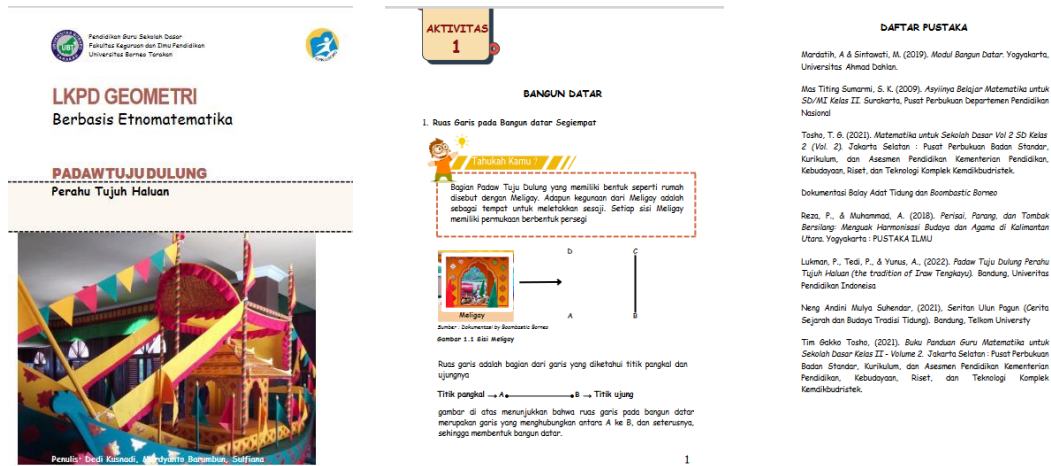 Pendidikan Guru Sekolah Dasar
Fakultas Keguruan dan Ilmu Pendidikan
Universitas Borneo Tarakan
UBT
LKPD GEOMETRI
Berbasis Etnomatematika
PADAW TUJU DULUNG
Perahu Tujuh Haluan
Penulis: Dedi Kusnadi, Mardyanto Barumbun, Sulfiana
AKTIVITAS
1
BANGUN DATAR
1. Ruas Garis pada Bangun datar Segiempat
Tahukah Kamu ?
Bagian Padaw Tuju Dulung yang memiliki bentuk seperti rumah
disebut dengan Meligay. Adapun kegunaan dari Meligay adalah
sebagai tempat untuk meletakkan sesaji. Setiap sisi Meligay
memiliki permukaan berbentuk persegi
D
C
A
B
Meligay
Sumber : Dokumentasi by Boombastic Borneo
Gambar 1.1 Sisi Meligay
Ruas garis adalah bagian dari garis yang diketahui titik pangkal dan
ujungnya
Titik pangkal → A B → Titik ujung
gambar di atas menunjukkan bahwa ruas garis pada bangun datar
merupakan garis yang menghubungkan antara A ke B, dan seterusnya,
sehingga membentuk bangun datar.
1
DAFTAR PUSTAKA
Mardatih, A & Sintawati, M. (2019). Modul Bangun Datar. Yogyakarta,
Universitas Ahmad Dahlan.
Mas Titing Sumarmi, S. K. (2009). Asyiinya Belajar Matematika untuk
SD/MI Kelas II. Surakarta, Pusat Perbukuan Departemen Pendidikan
Nasional
Tosho, T. G. (2021). Matematika untuk Sekolah Dasar Vol 2 SD Kelas
2 (Vol. 2). Jakarta Selatan : Pusat Perbukuan Badan Standar,
Kurikulum, dan Asesmen Pendidikan Kementerian Pendidikan,
Kebudayaan, Riset, dan Teknologi Komplek Kemdikbudristek.
Dokumentasi Balay Adat Tidung dan Boombastic Borneo
Reza, P., & Muhammad, A. (2018). Perisai, Parang, dan Tombak
Bersilang: Menguak Harmonisasi Budaya dan Agama di Kalimantan
Utara. Yogyakarta : PUSTAKA ILMU
Lukman, P., Tedi, P., & Yunus, A., (2022). Padaw Tuju Dulung Perahu
Tujuh Haluan (the tradition of Iraw Tengkayu). Bandung, Univeritas
Pendidikan Indoneisa
Neng Andini Mulya Suhendar, (2021), Seritan Ulun Pagun (Cerita
Sejarah dan Budaya Tradisi Tidung). Bandung, Telkom Universty
Tim Gakko Tosho, (2021). Buku Panduan Guru Matematika untuk
Sekolah Dasar Kelas II - Volume 2. Jakarta Selatan : Pusat Perbukuan
Badan Standar, Kurikulum, dan Asesmen Pendidikan Kementerian
Pendidikan, Kebudayaan, Riset, dan Teknologi Komplek
Kemdikbudristek.